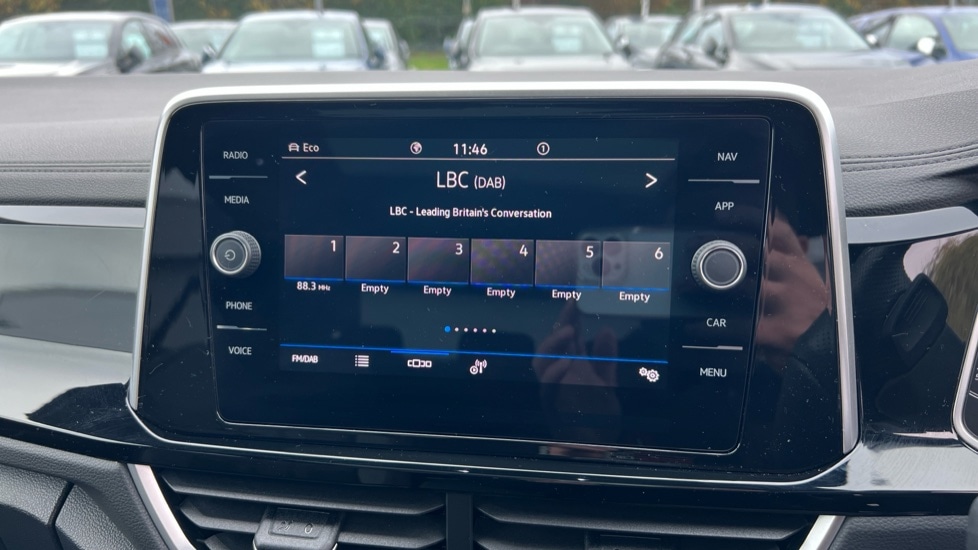 Eco 11:46 1
RADIO
MEDIA
PHONE
VOICE
< LBC (DAB) >
LBC - Leading Britain's Conversation
1 2 3 4 5 6
88.3 MHz Empty Empty Empty Empty Empty
FM/DAB
NAV
APP
CAR
MENU